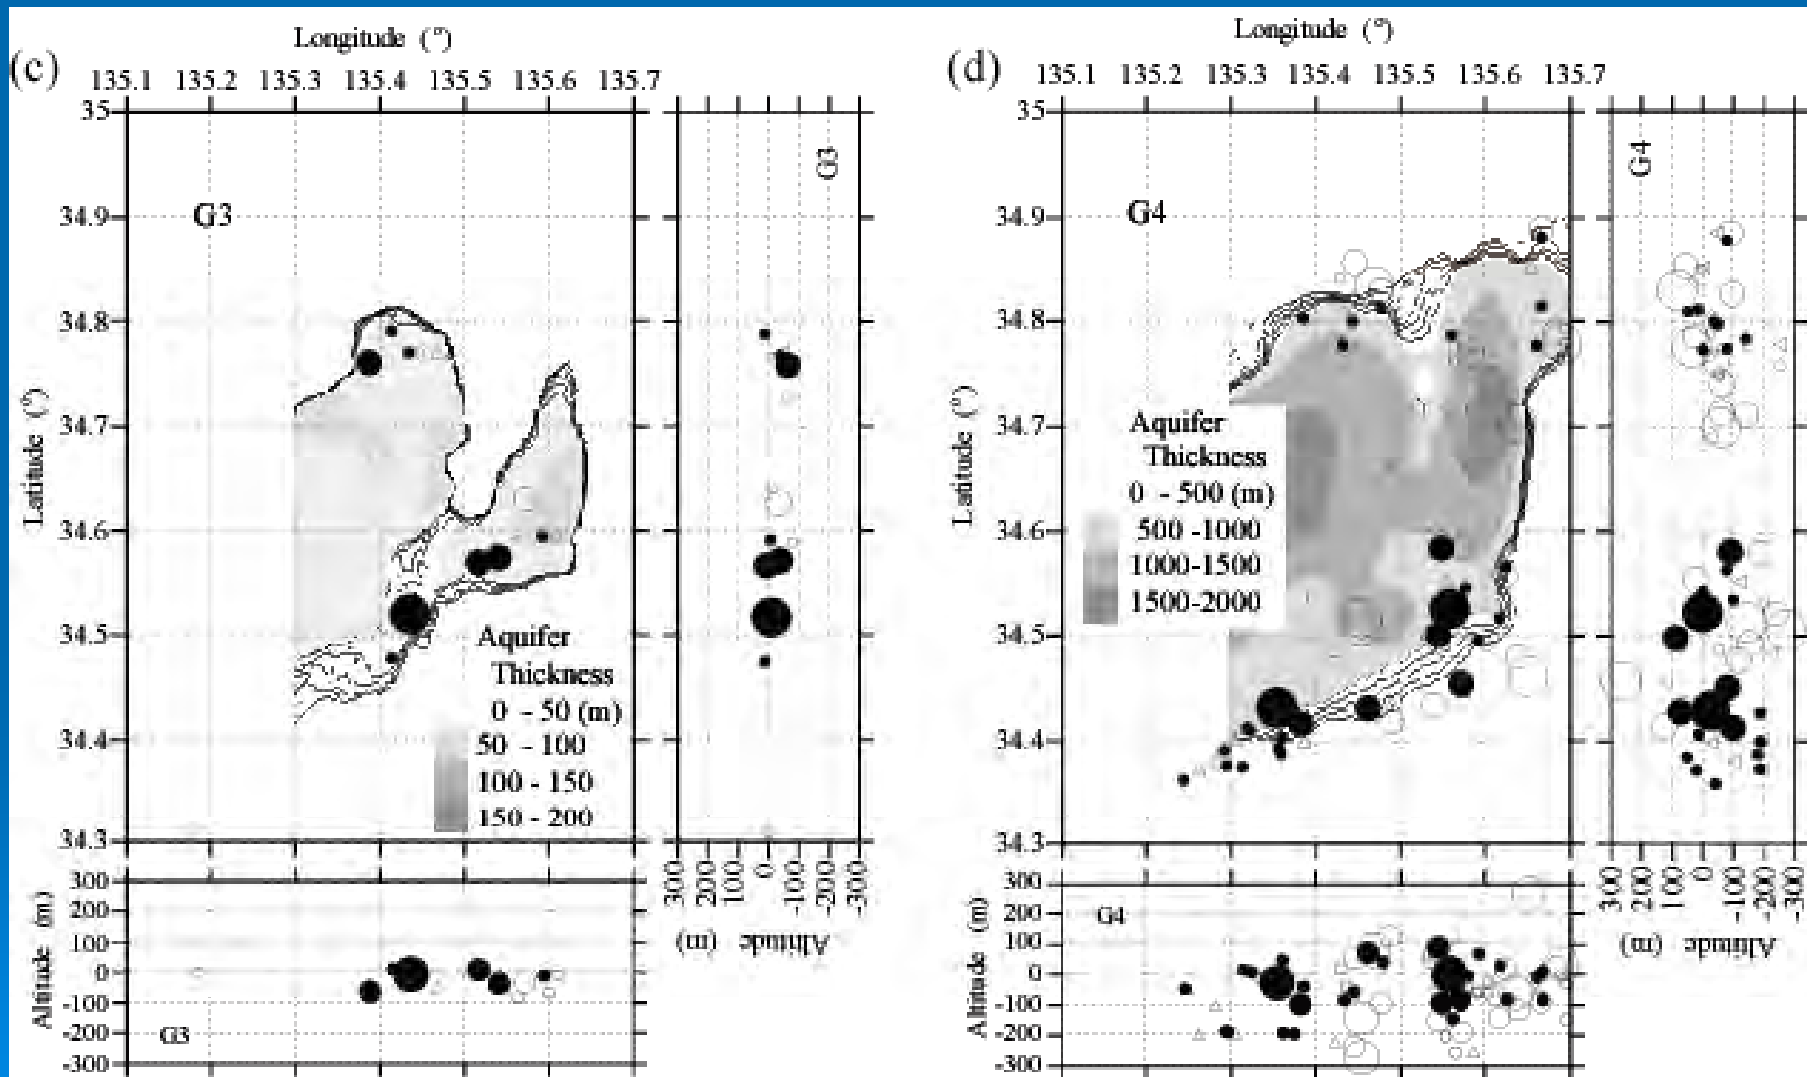 Longitude (°)
(c) 135.1 135.2 135.3 135.4 135.5 135.6 135.7
35
34.9
34.8
34.7
34.6
34.5
34.4
34.3
Latitude (°)
G3
Aquifer
Thickness
0 - 50 (m)
50 - 100
100 - 150
150 - 200
G3
300 200 100 0 -100 -200 -300
Altitude (m)
300
200
100
0
-100
-200
-300
Altitude (m)
G3
Longitude (°)
(d) 135.1 135.2 135.3 135.4 135.5 135.6 135.7
35
34.9
34.8
34.7
34.6
34.5
34.4
34.3
Latitude (°)
G4
Aquifer
Thickness
0 - 500 (m)
500 -1000
1000-1500
1500-2000
G4
300 200 100 0 -100 -200 -300
Altitude (m)
300
200
100
0
-100
-200
-300
Altitude (m)
G4